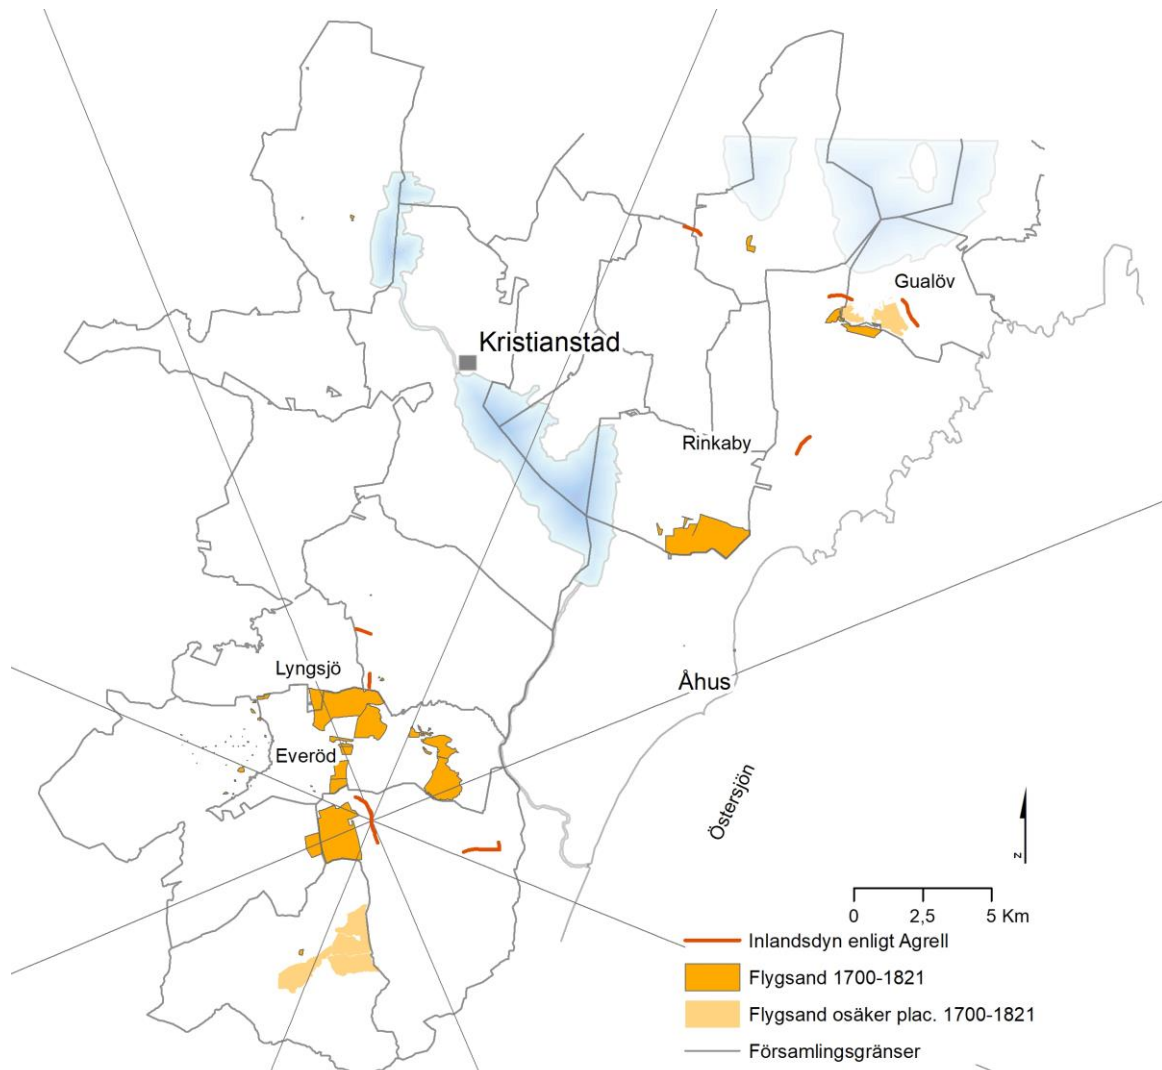 Gualöv
Kristianstad
Rinkaby
Lyngsjö
Åhus
Everöd
Östersjön
z
0 2,5 5 Km
Inlandsdyn enligt Agrell
Flygsand 1700-1821
Flygsand osäker plac. 1700-1821
Församlingsgränser